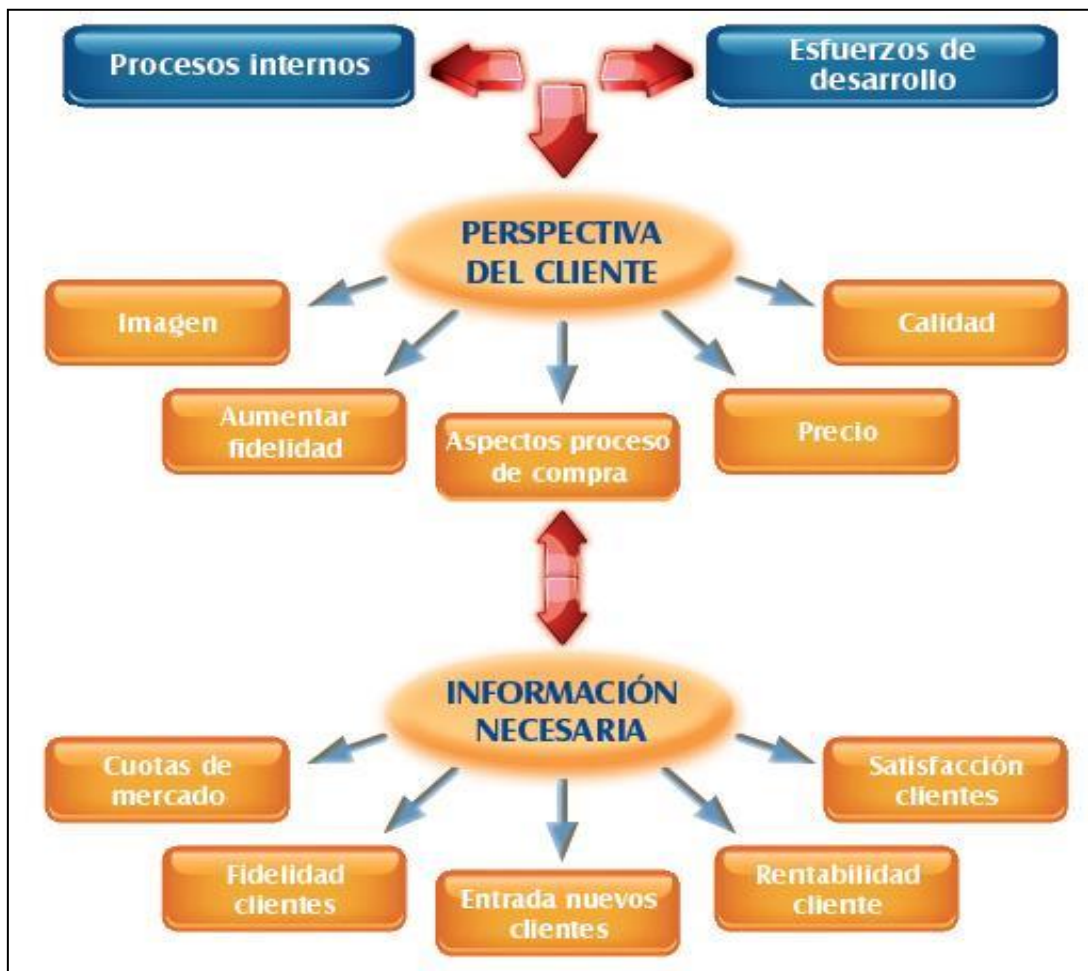 Procesos internos
Esfuerzos de
desarrollo
PERSPECTIVA
DEL CLIENTE
Imagen
Calidad
Aumentar
fidelidad
Aspectos proceso
de compra
Precio
INFORMACIÓN
NECESARIA
Cuotas de
mercado
Satisfacción
clientes
Fidelidad
clientes
Entrada nuevos
clientes
Rentabilidad
cliente